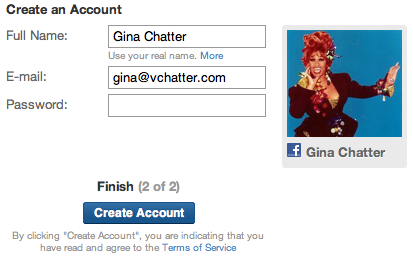 Create an Account
Full Name: Gina Chatter
Use your real name. More
E-mail: gina@vchatter.com
Password:
f Gina Chatter
Finish (2 of 2)
Create Account
By clicking "Create Account", you are indicating that you
have read and agree to the Terms of Service